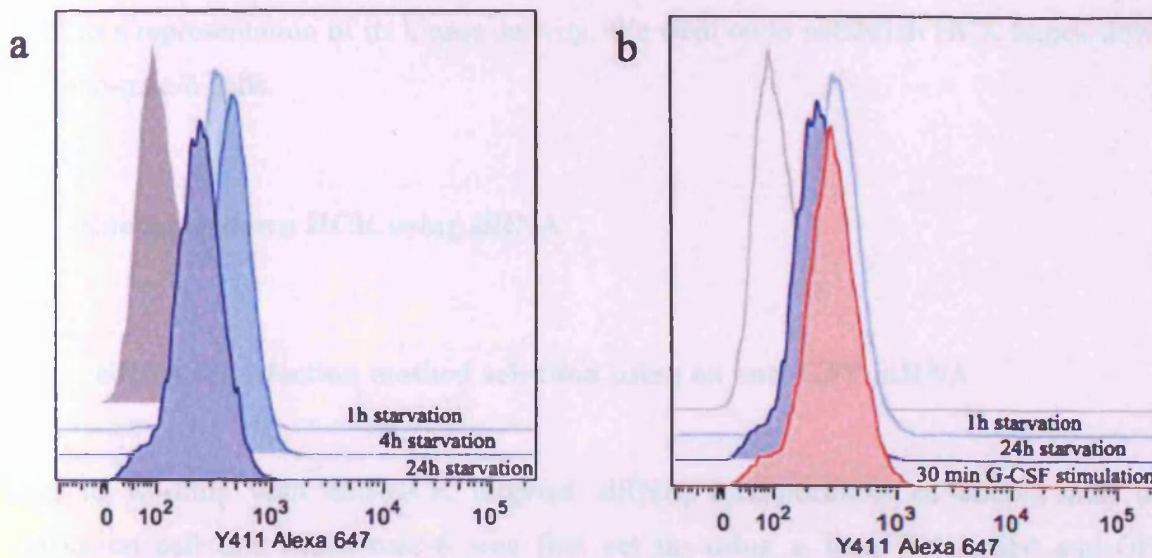 a
1h starvation
4h starvation
24h starvation
0 10² 10³ 10⁴ 10⁵
Y411 Alexa 647
b
1h starvation
24h starvation
30 min G-CSF stimulation
0 10² 10³ 10⁴ 10⁵
Y411 Alexa 647